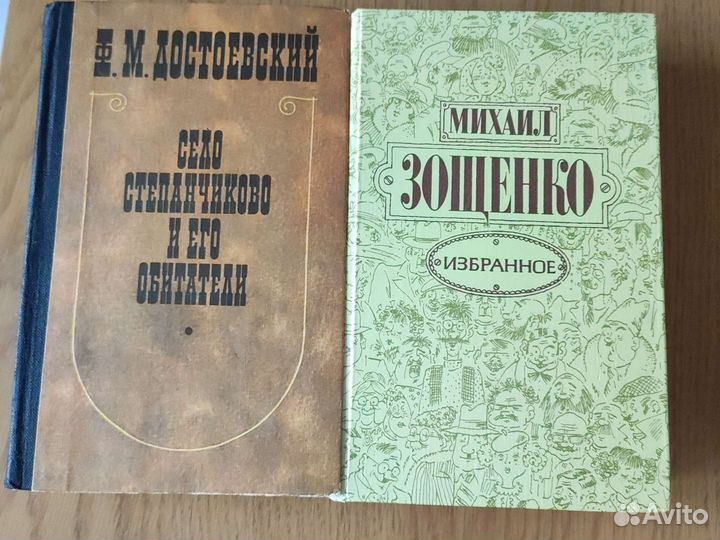 Ф. М. ДОСТОЕВСКИЙ
СЕЛО
СТЕПАНЧИКОВО
И ЕГО
ОБИТАТЕЛИ
МИХАИЛ
ЗОЩЕНКО
ИЗБРАННОЕ
Avito